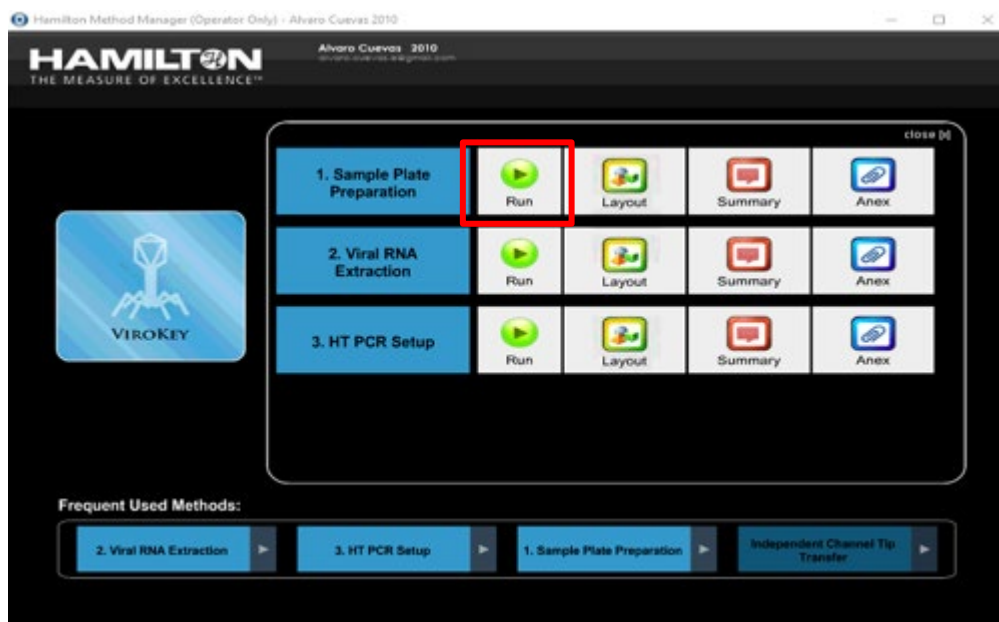 Hamilton Method Manager (Operator Only) - Alvaro Cuevas 2010
HAMILTON
THE MEASURE OF EXCELLENCE™
Alvaro Cuevas 2010
close [x]
1. Sample Plate
Preparation
Run
Layout
Summary
Anex
2. Viral RNA
Extraction
Run
Layout
Summary
Anex
VIROKEY
3. HT PCR Setup
Run
Layout
Summary
Anex
Frequent Used Methods:
2. Viral RNA Extraction
3. HT PCR Setup
1. Sample Plate Preparation
Independent Channel Tip
Transfer